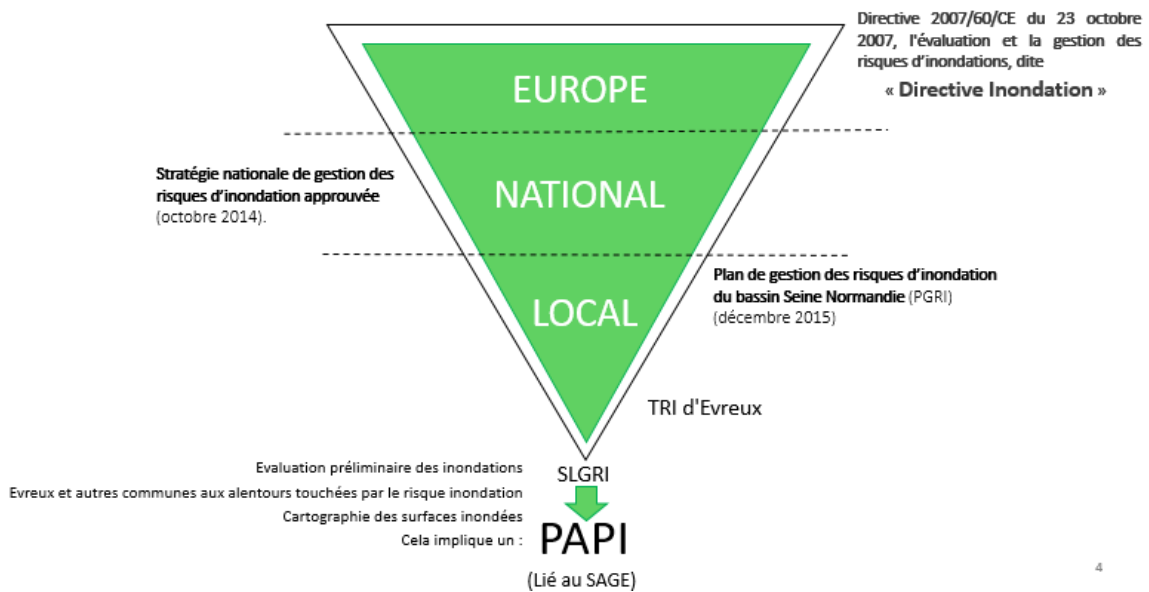 Directive 2007/60/CE du 23 octobre
2007, l'évaluation et la gestion des
risques d'inondations, dite
« Directive Inondation »
EUROPE
Stratégie nationale de gestion des
risques d'inondation approuvée
(octobre 2014).
NATIONAL
Plan de gestion des risques d'inondation
du bassin Seine Normandie (PGRI)
(décembre 2015)
LOCAL
TRI d'Evreux
Evaluation préliminaire des inondations
Evreux et autres communes aux alentours touchées par le risque inondation
Cartographie des surfaces inondées
Cela implique un :
SLGRI
PAPI
(Lié au SAGE)
4